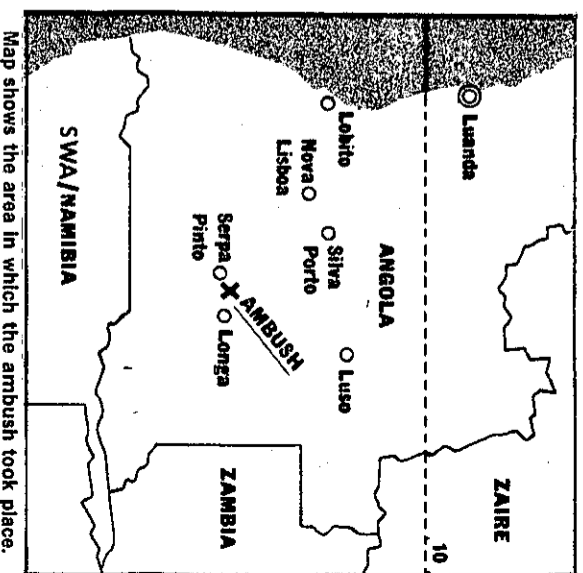 ZAIRE
10
Luanda
ANGOLA
Lobito
Nova
Lisboa
Silva
Porto
Luso
Serpa
Pinto
AMBUSH
Longa
ZAMBIA
SWA/NAMIBIA
Map shows the area in which the ambush took place.